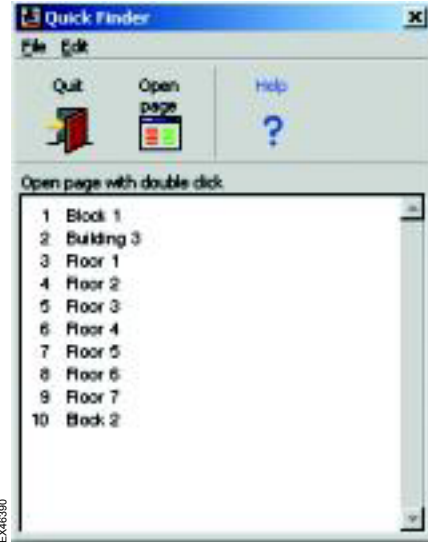 Quick Finder
File Edit
Quit Open page Help
?
Open page with double click
1 Block 1
2 Building 3
3 Floor 1
4 Floor 2
5 Floor 3
6 Floor 4
7 Floor 5
8 Floor 6
9 Floor 7
10 Block 2
EX46390